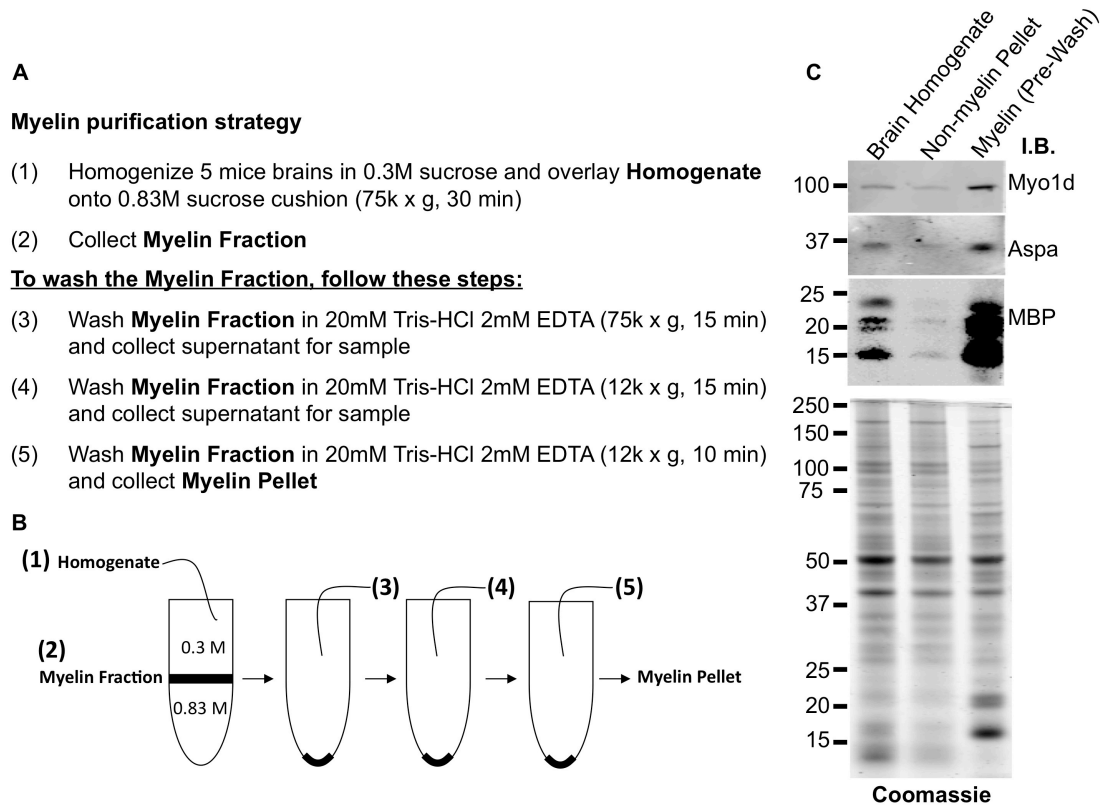 A
Myelin purification strategy
(1) Homogenize 5 mice brains in 0.3M sucrose and overlay Homogenate
onto 0.83M sucrose cushion (75k x g, 30 min)
(2) Collect Myelin Fraction
To wash the Myelin Fraction, follow these steps:
(3) Wash Myelin Fraction in 20mM Tris-HCl 2mM EDTA (75k x g, 15 min)
and collect supernatant for sample
(4) Wash Myelin Fraction in 20mM Tris-HCl 2mM EDTA (12k x g, 15 min)
and collect supernatant for sample
(5) Wash Myelin Fraction in 20mM Tris-HCl 2mM EDTA (12k x g, 10 min)
and collect Myelin Pellet
B
(1) Homogenate
(3)
(4)
(5)
0.3 M
(2)
Myelin Fraction
0.83 M
Myelin Pellet
C
Brain Homogenate
Non-myelin Pellet
Myelin (Pre-Wash)
I.B.
100
Myo1d
37
Aspa
25
20
15
MBP
250
150
100
75
50
37
25
20
15
Coomassie